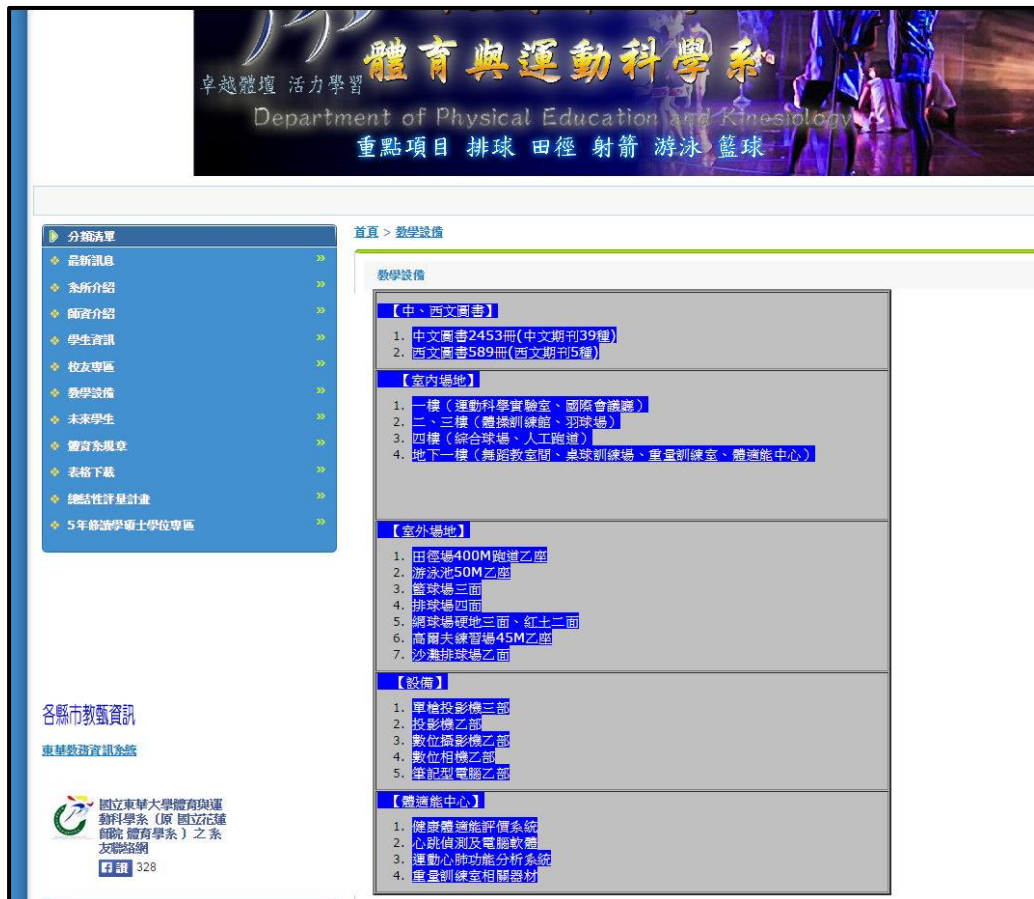 體育與運動科學系
卓越體壇 活力學習
Department of Physical Education and Kinesiology
重點項目 排球 田徑 射箭 游泳 籃球
分類清單
最新訊息
系所介紹
師資介紹
學生資訊
校友專區
教學設備
未來學生
體育系規章
表格下載
總結性評量計畫
5年修讀學碩士學位專區
各縣市教甄資訊
東華教務資訊系統
國立東華大學體育與運
動科學系（原 國立花蓮
師院 體育學系 ）之 系
友聯絡網
讚 328
首頁 > 教學設備
教學設備
【中、西文圖書】
1. 中文圖書2453冊(中文期刊39種)
2. 西文圖書589冊(西文期刊5種)
【室內場地】
1. 一樓（運動科學實驗室、國際會議廳）
2. 二、三樓（體操訓練館、羽球場）
3. 四樓（綜合球場、人工跑道）
4. 地下一樓（舞蹈教室間、桌球訓練場、重量訓練室、體適能中心）
【室外場地】
1. 田徑場400M跑道乙座
2. 游泳池50M乙座
3. 籃球場三面
4. 排球場四面
5. 網球場硬地三面、紅土二面
6. 高爾夫練習場45M乙座
7. 沙灘排球場乙面
【設備】
1. 單槍投影機三部
2. 投影機乙部
3. 數位攝影機乙部
4. 數位相機乙部
5. 筆記型電腦乙部
【體適能中心】
1. 健康體適能評價系統
2. 心跳偵測及電腦軟體
3. 運動心肺功能分析系統
4. 重量訓練室相關器材